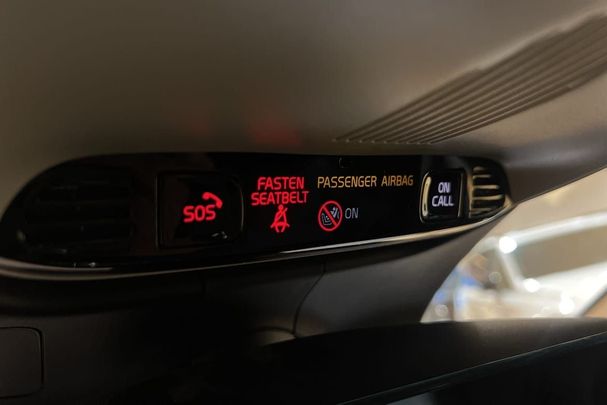 SOS
FASTEN
SEATBELT
PASSENGER AIRBAG
ON
ON
CALL